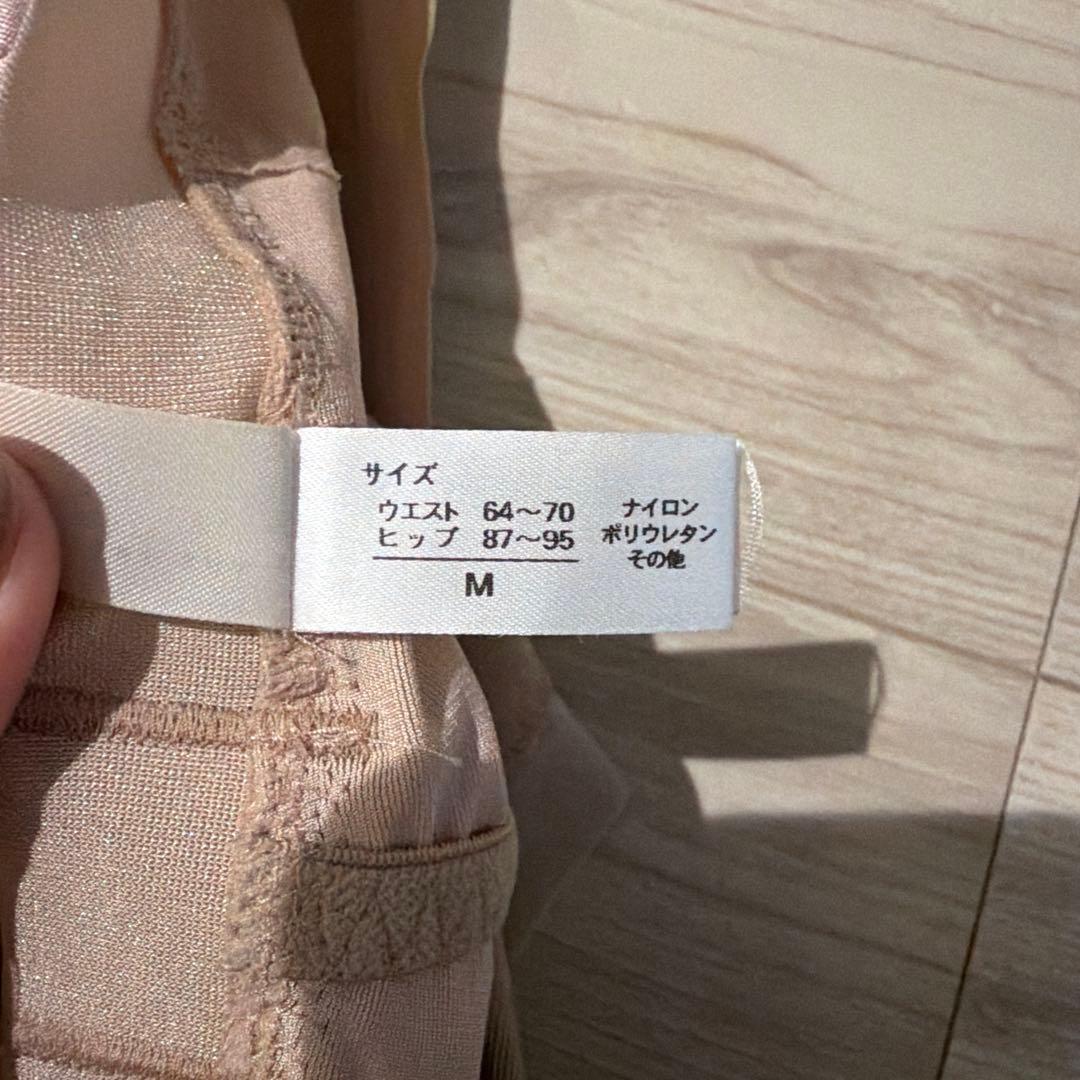 サイズ
ウエスト 64〜70
ヒップ 87〜95
M
ナイロン
ポリウレタン
その他